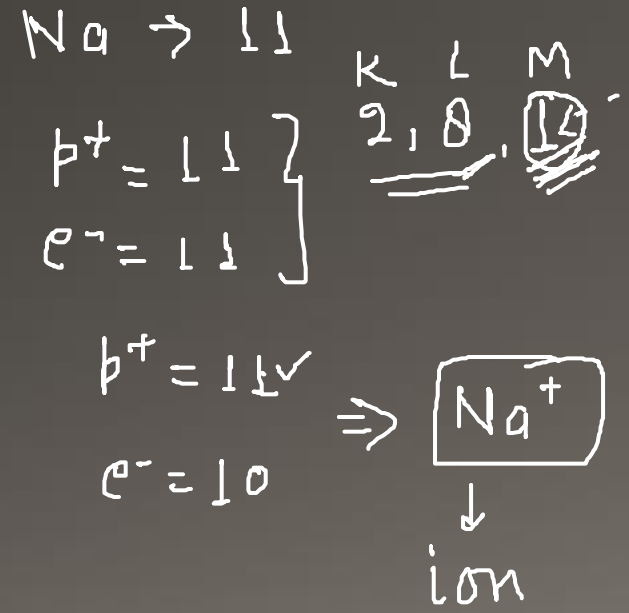 Na → 11
K L M
2, 8, 1
p+ = 11
e- = 11
p+ = 11 ✓
e- = 10
⇒ Na+
↓
ion